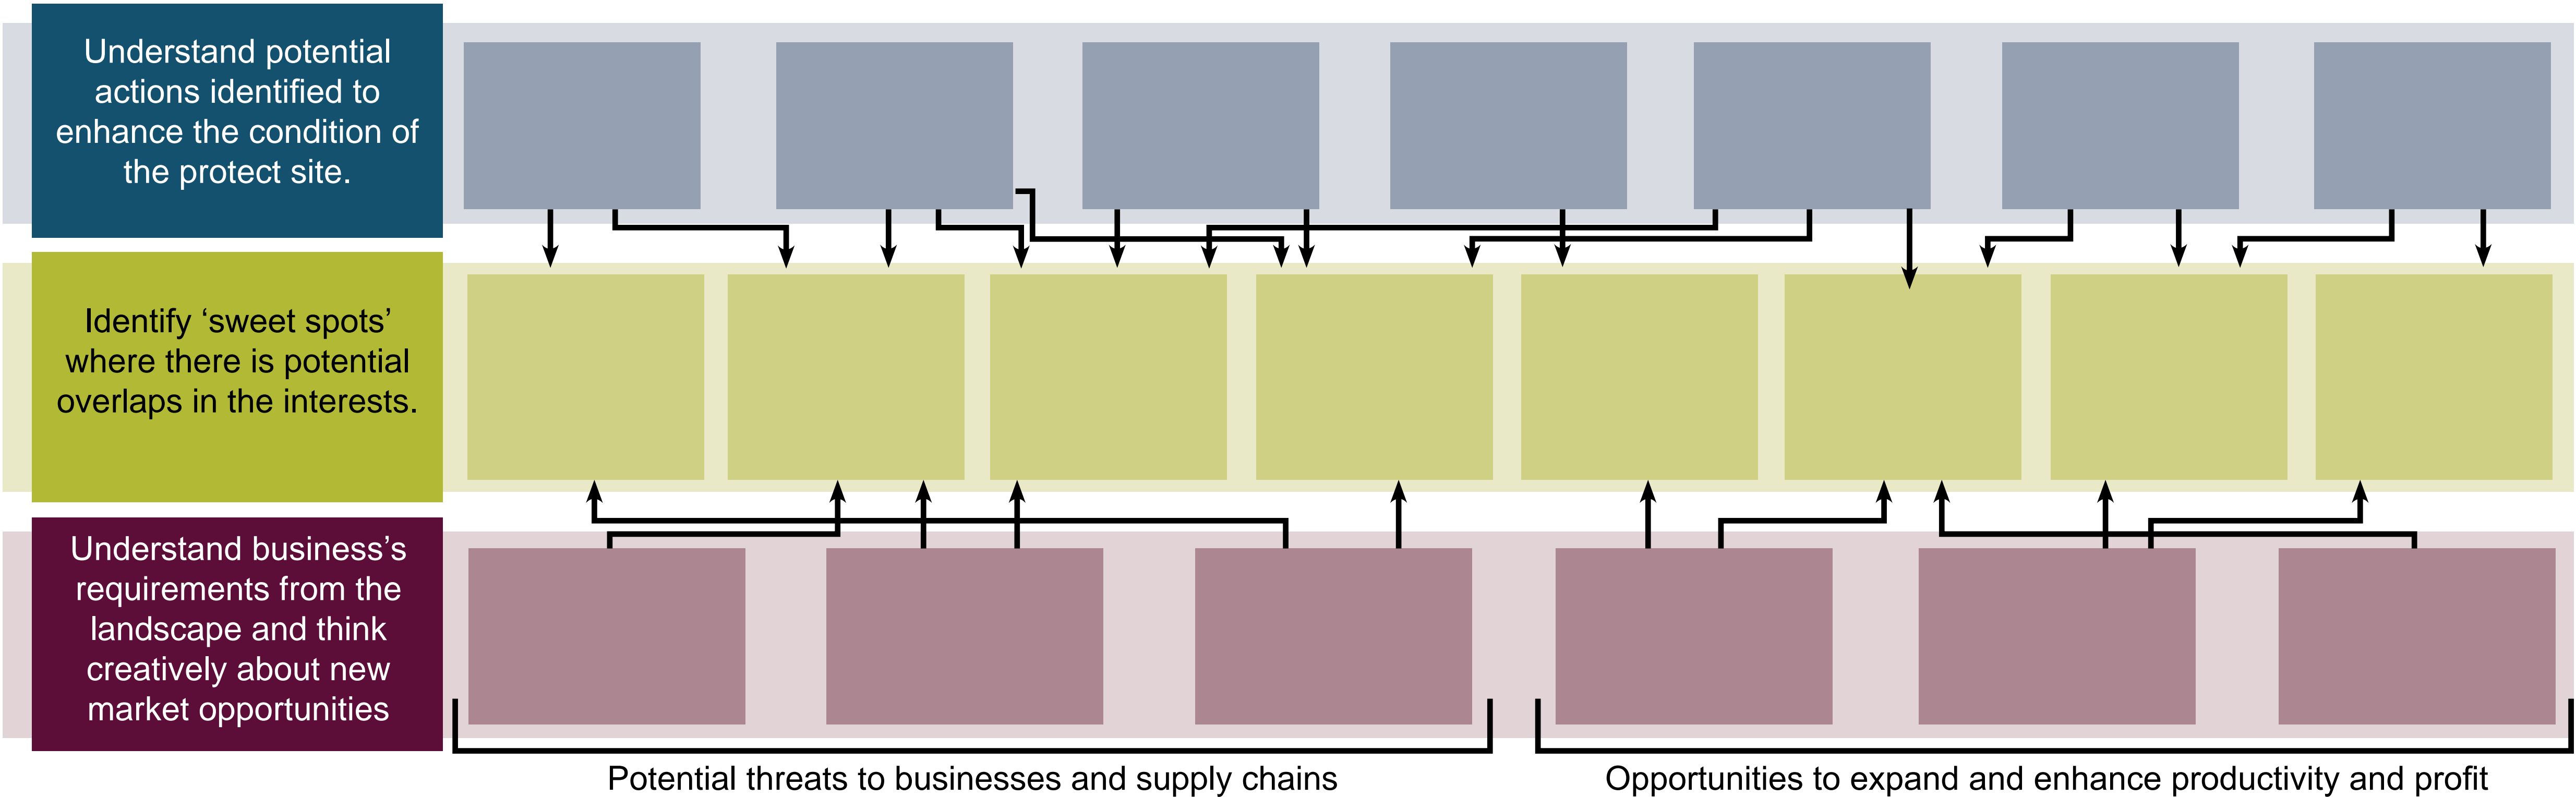 Understand potential
actions identified to
enhance the condition of
the protect site.
Identify ‘sweet spots’
where there is potential
overlaps in the interests.
Understand business’s
requirements from the
landscape and think
creatively about new
market opportunities
Potential threats to businesses and supply chains
Opportunities to expand and enhance productivity and profit